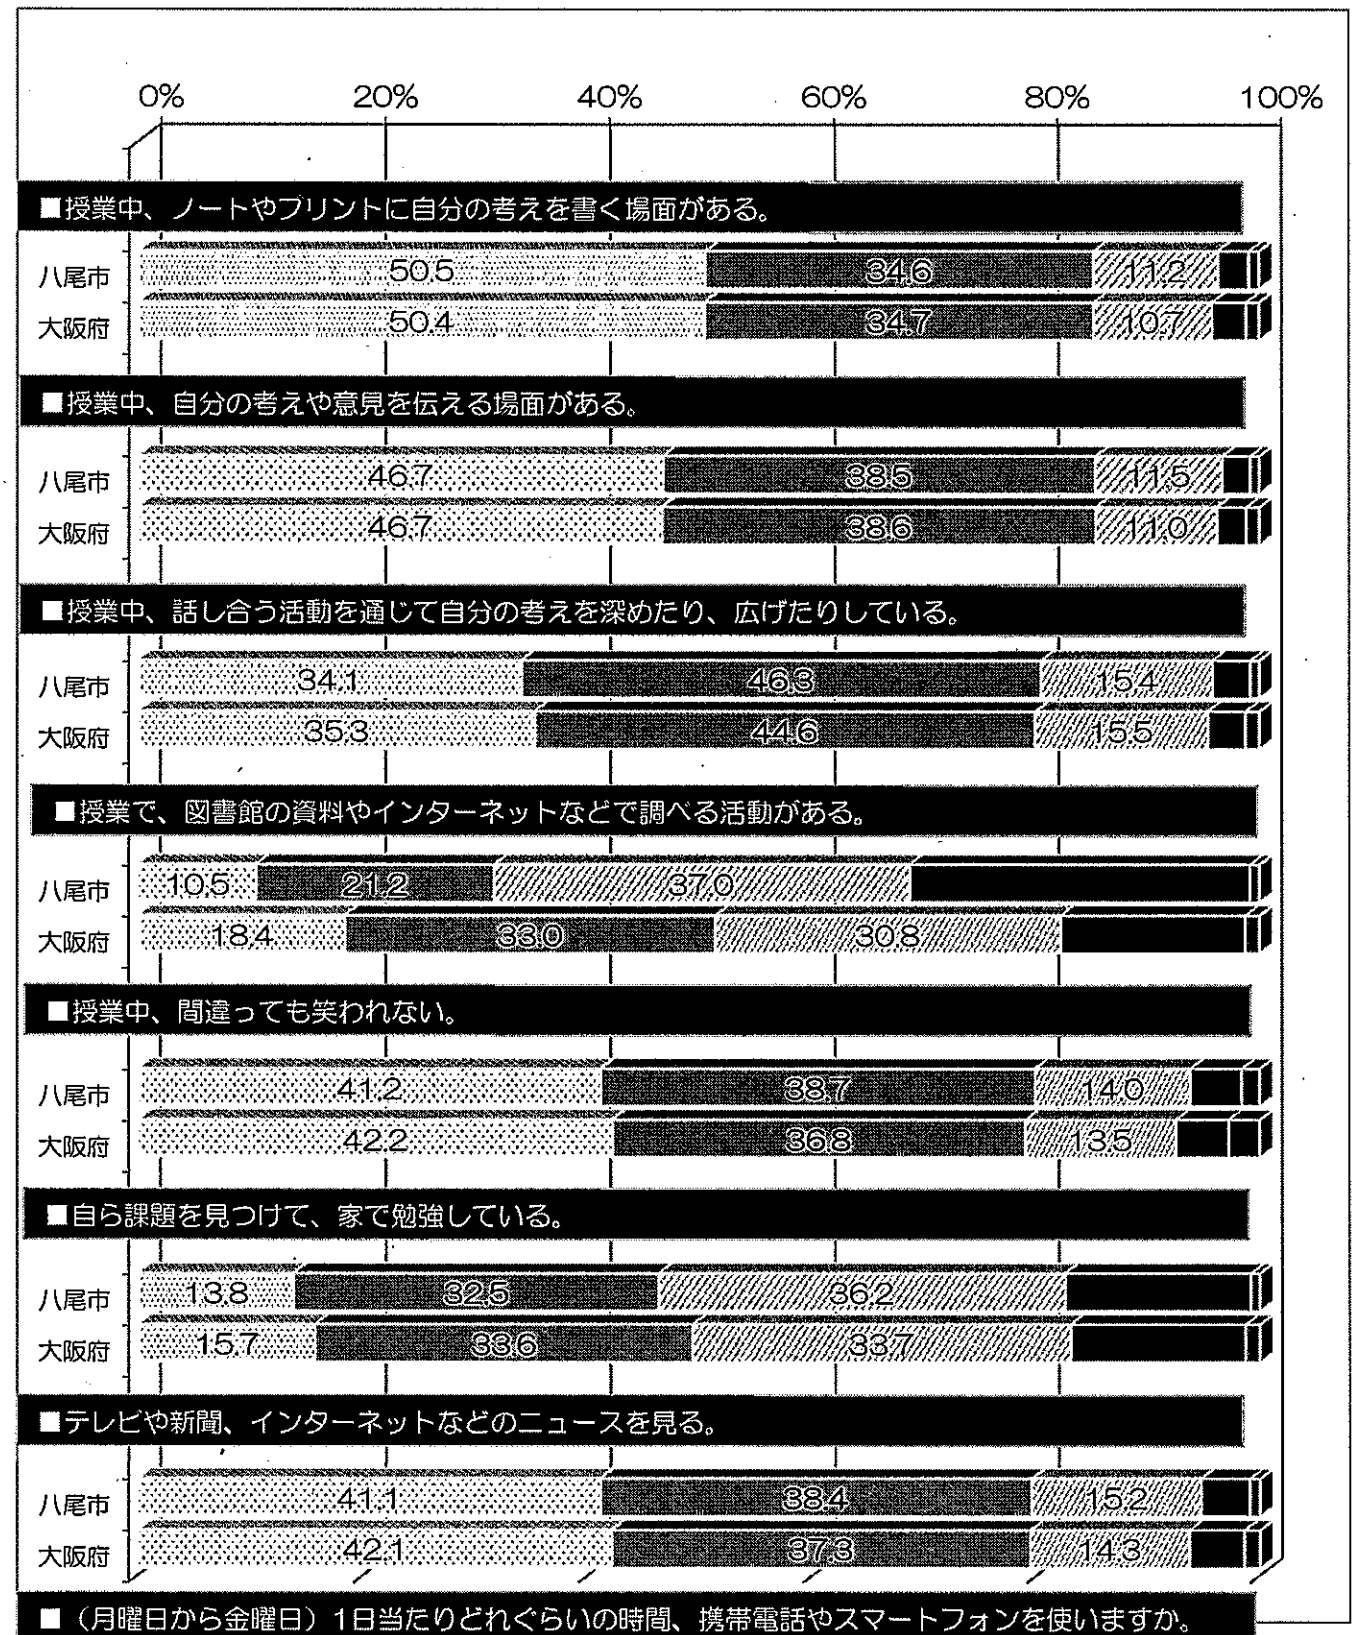 0% 20% 40% 60% 80% 100%
■授業中、ノートやプリントに自分の考えを書く場面がある。
八尾市 50.5 34.6 11.2
大阪府 50.4 34.7 10.7
■授業中、自分の考えや意見を伝える場面がある。
八尾市 46.7 38.5 11.5
大阪府 46.7 38.6 11.0
■授業中、話し合う活動を通じて自分の考えを深めたり、広げたりしている。
八尾市 34.1 46.3 15.4
大阪府 35.3 44.6 15.5
■授業で、図書館の資料やインターネットなどで調べる活動がある。
八尾市 10.5 21.2 37.0
大阪府 18.4 33.0 30.8
■授業中、間違っても笑われない。
八尾市 41.2 38.7 14.0
大阪府 42.2 36.8 13.5
■自ら課題を見つけて、家で勉強している。
八尾市 13.8 32.5 36.2
大阪府 15.7 33.6 33.7
■テレビや新聞、インターネットなどのニュースを見る。
八尾市 41.1 38.4 15.2
大阪府 42.1 37.3 14.3
■（月曜日から金曜日）1日当たりどれぐらいの時間、携帯電話やスマートフォンを使いますか。